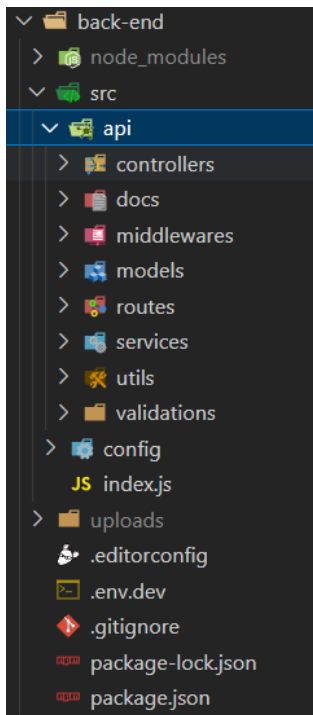 back-end
node_modules
src
api
controllers
docs
middlewares
models
routes
services
utils
validations
config
JS index.js
uploads
.editorconfig
.env.dev
.gitignore
package-lock.json
package.json